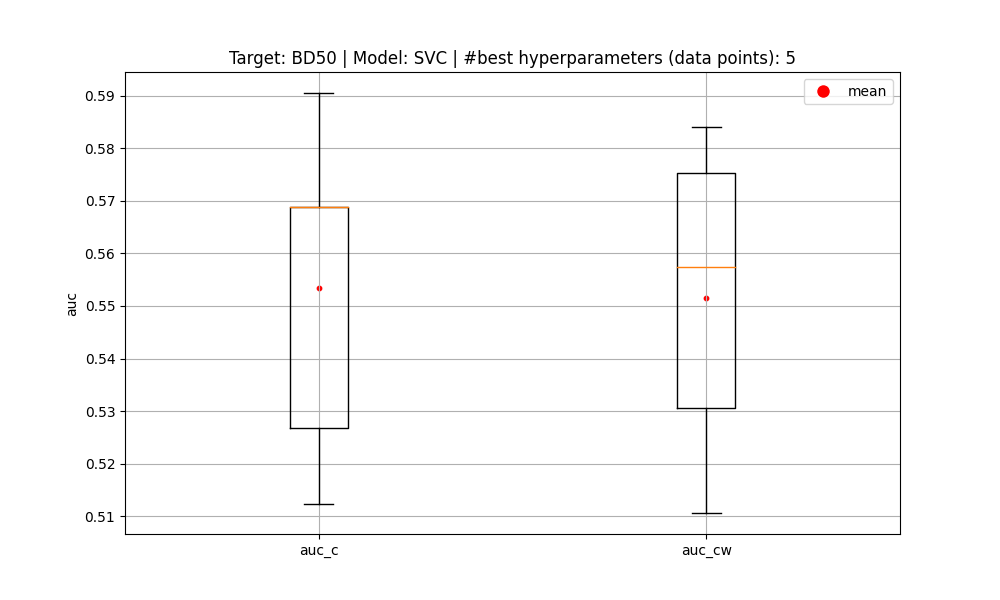 Target: BD50 | Model: SVC | #best hyperparameters (data points): 5
mean
0.59
0.58
0.57
0.56
0.55
0.54
0.53
0.52
0.51
auc
auc_c
auc_cw